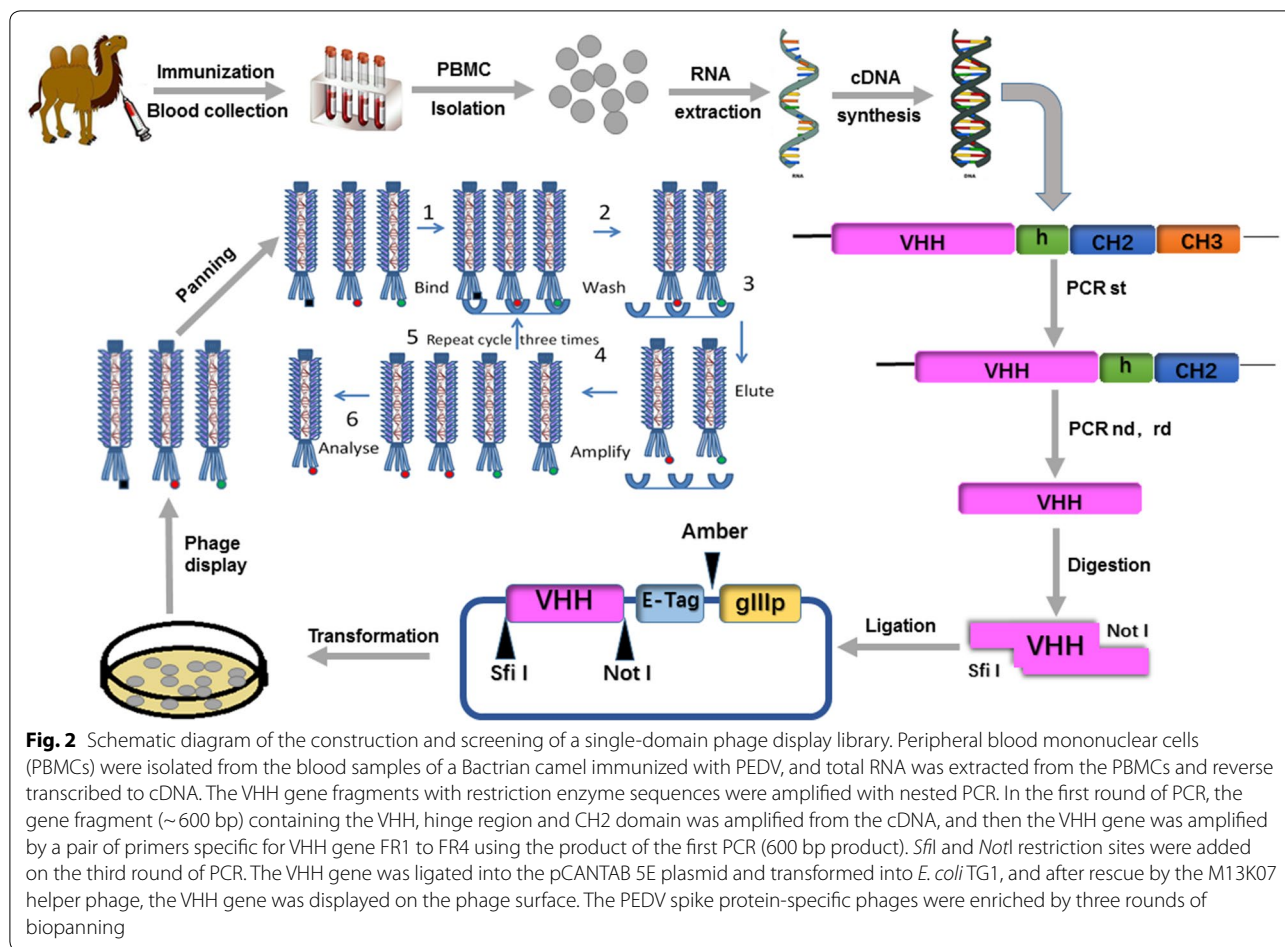 Immunization
Blood collection
PBMC
Isolation
RNA
extraction
cDNA
synthesis
RNA
DNA
VHH h CH2 CH3
PCR st
VHH h CH2
PCR nd, rd
VHH
Digestion
VHH
Not I
Sfi I
Ligation
Amber
VHH E-Tag gIIIp
Sfi I Not I
Transformation
Phage
display
Panning
1
Bind
2
Wash
3
Elute
4
Amplify
5 Repeat cycle three times
6
Analyse
Fig. 2 Schematic diagram of the construction and screening of a single-domain phage display library. Peripheral blood mononuclear cells
(PBMCs) were isolated from the blood samples of a Bactrian camel immunized with PEDV, and total RNA was extracted from the PBMCs and reverse
transcribed to cDNA. The VHH gene fragments with restriction enzyme sequences were amplified with nested PCR. In the first round of PCR, the
gene fragment (~600 bp) containing the VHH, hinge region and CH2 domain was amplified from the cDNA, and then the VHH gene was amplified
by a pair of primers specific for VHH gene FR1 to FR4 using the product of the first PCR (600 bp product). SfiI and NotI restriction sites were added
on the third round of PCR. The VHH gene was ligated into the pCANTAB 5E plasmid and transformed into E. coli TG1, and after rescue by the M13K07
helper phage, the VHH gene was displayed on the phage surface. The PEDV spike protein-specific phages were enriched by three rounds of
biopanning